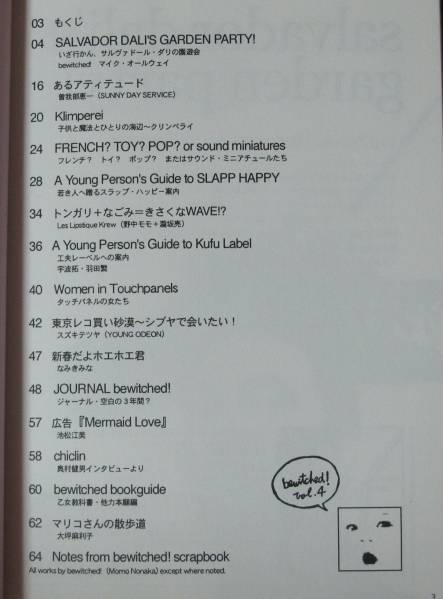 03 もくじ
04 SALVADOR DALI'S GARDEN PARTY!
いざ行かん、サルヴァドール・ダリの園遊会
bewitched! マイク・オールウェイ
16 あるアティテュード
曽我部恵一（SUNNY DAY SERVICE）
20 Klimperei
子供と魔法とひとりの海辺〜クリンペライ
24 FRENCH? TOY? POP? or sound miniatures
フレンチ？ トイ？ ポップ？ またはサウンド・ミニアチュールたち
28 A Young Person's Guide to SLAPP HAPPY
若き人へ贈るスラップ・ハッピー案内
34 トンガリ＋なごみ＝きさくなWAVE!?
Les Lipstique Krew（野中モモ＋瀧坂亮）
36 A Young Person's Guide to Kufu Label
工夫レーベルへの案内
宇波拓・羽田繁
40 Women in Touchpanels
タッチパネルの女たち
42 東京レコ買い砂漠〜シブヤで会いたい！
スズキテツヤ（YOUNG ODEON）
47 新春だよホエホエ君
なみきみな
48 JOURNAL bewitched!
ジャーナル・空白の３年間？
57 広告『Mermaid Love』
池松江美
58 chiclin
奥村健男インタビューより
60 bewitched bookguide
乙女教科書・他力本願編
62 マリコさんの散歩道
大坪麻利子
64 Notes from bewitched! scrapbook
All works by bewitched! (Momo Nonaka) except where noted.
bewitched!
vol.4
3